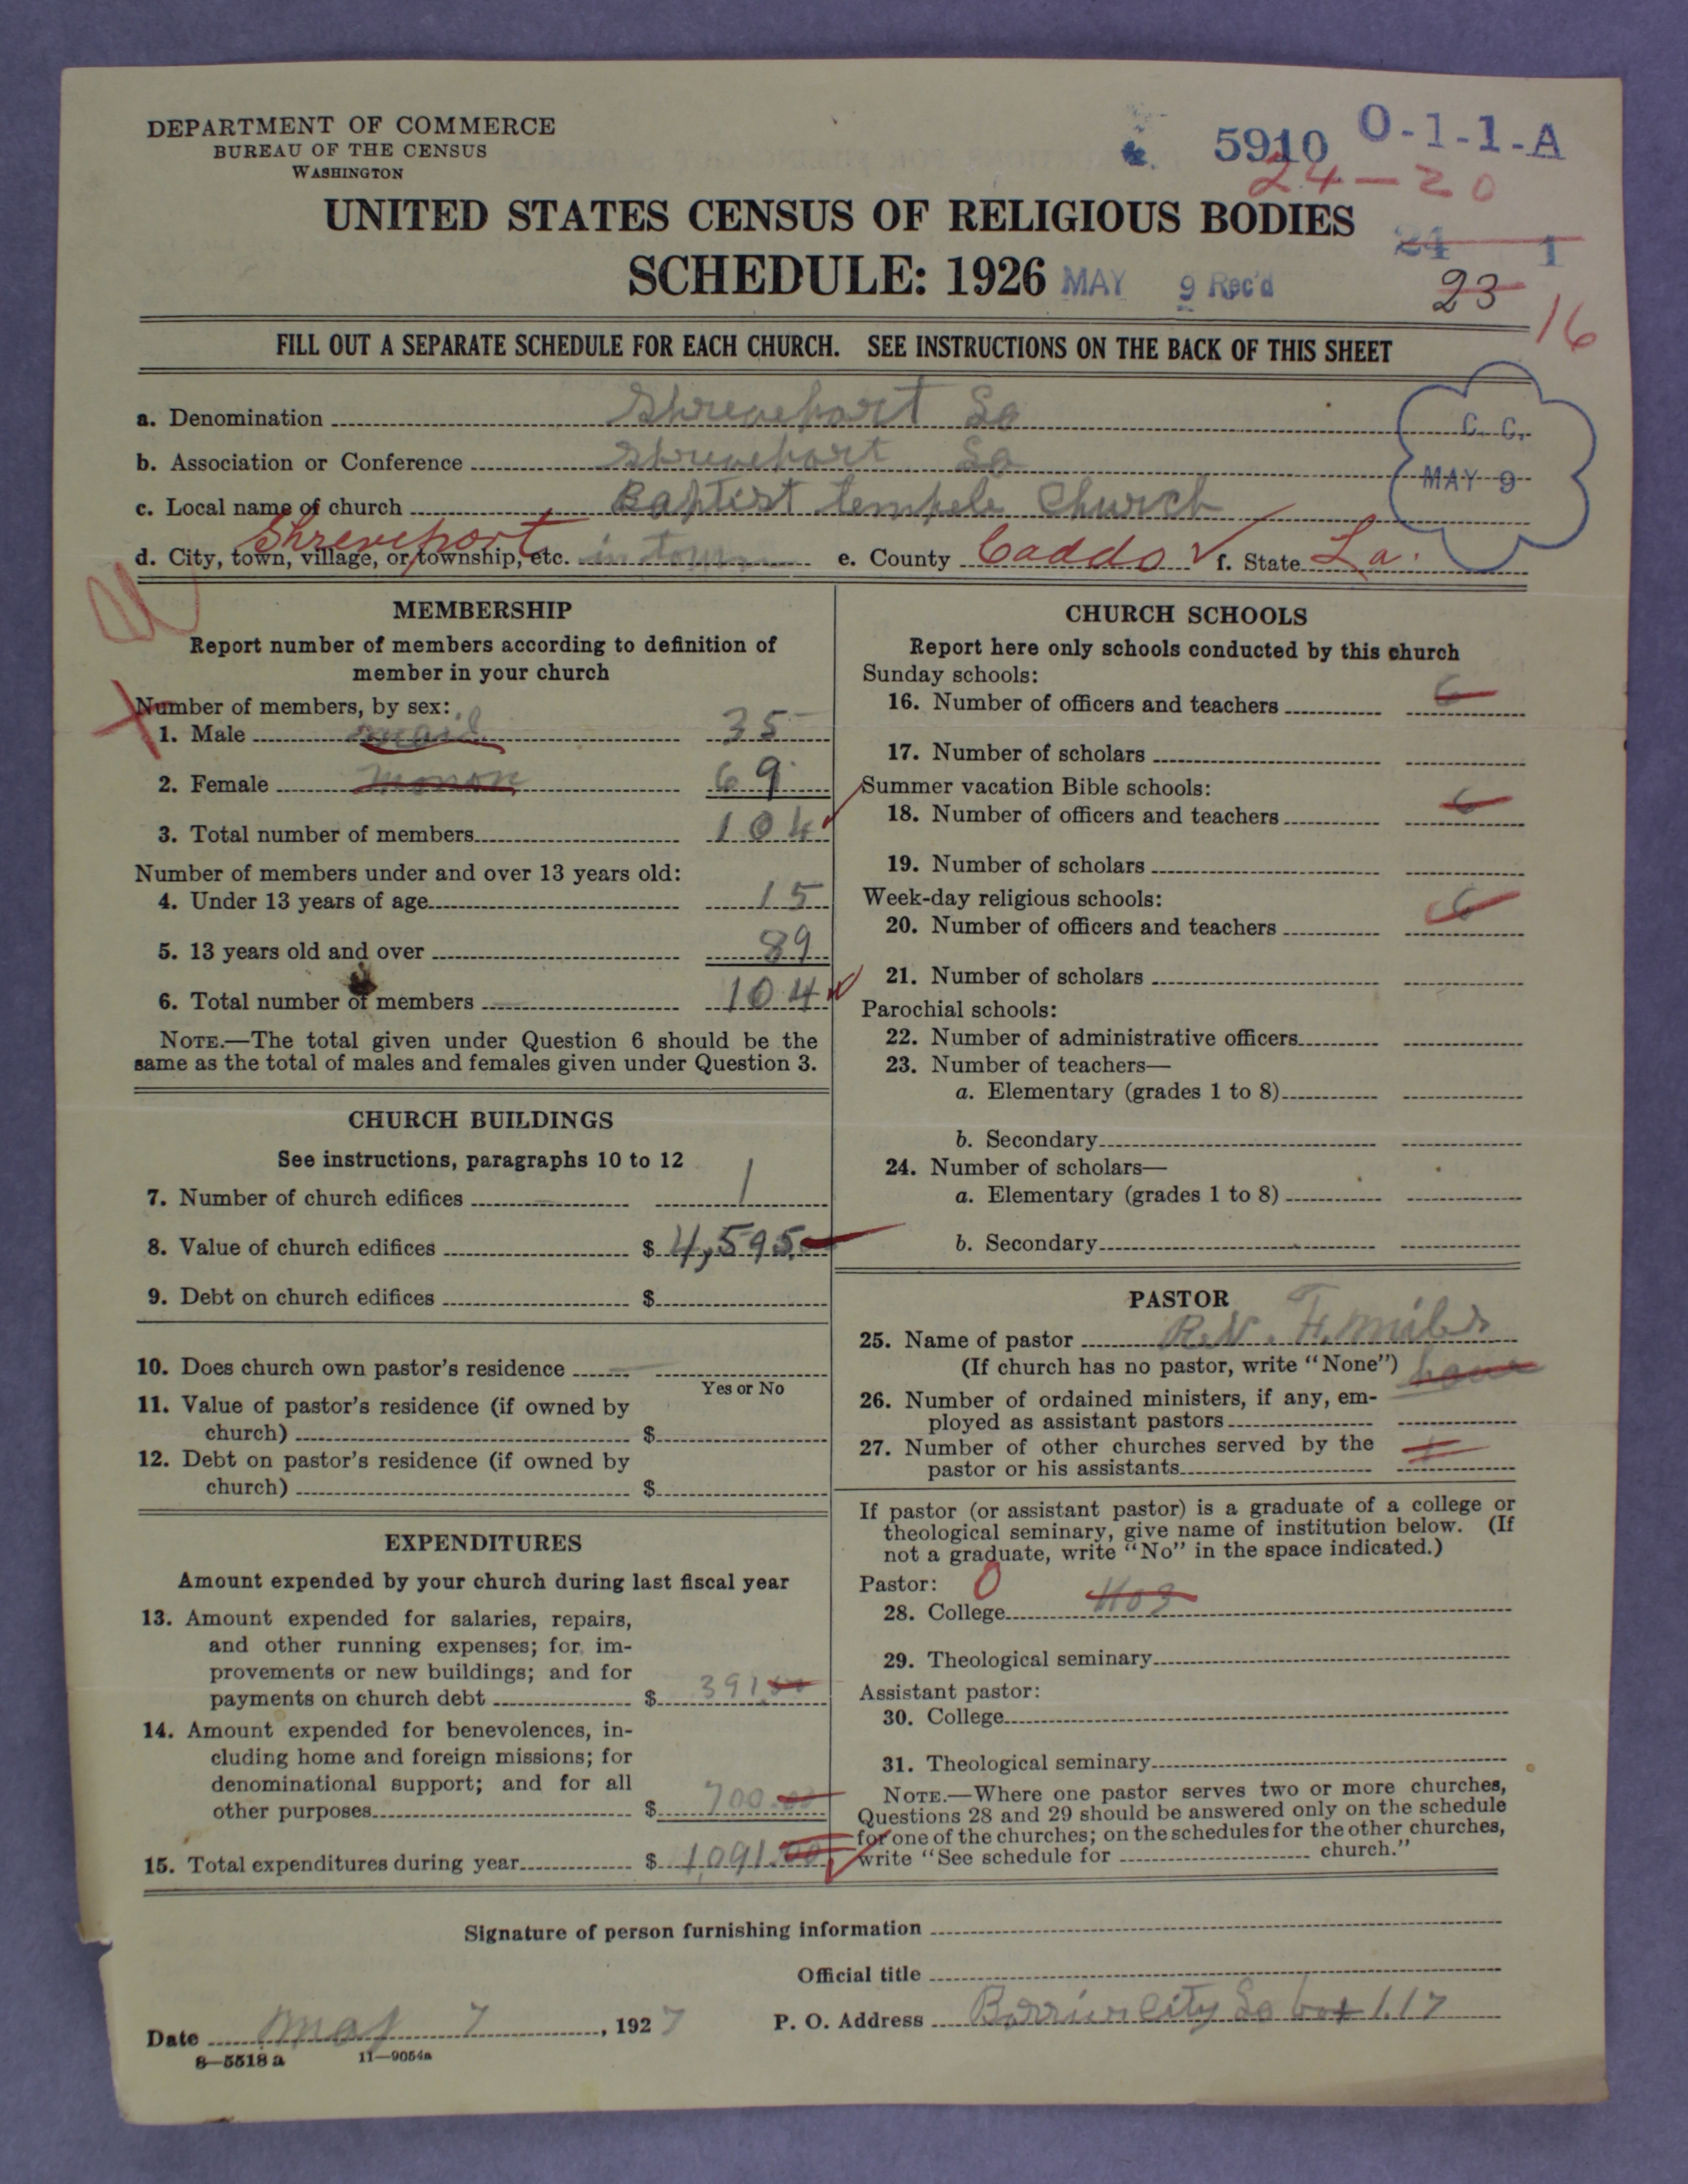 DEPARTMENT OF COMMERCE
BUREAU OF THE CENSUS
WASHINGTON
5910 O-1-1-A
24-20
UNITED STATES CENSUS OF RELIGIOUS BODIES
24 1
SCHEDULE: 1926 MAY 9 Rec'd
23
16
FILL OUT A SEPARATE SCHEDULE FOR EACH CHURCH. SEE INSTRUCTIONS ON THE BACK OF THIS SHEET
a. Denomination Shreveport La
b. Association or Conference Shreveport La
c. Local name of church Baptist tempele Church
C. C.
MAY 9
d. City, town, village, or township, etc. Shreveport in town e. County Caddo f. State La.
MEMBERSHIP
Report number of members according to definition of
member in your church
Number of members, by sex:
1. Male 35
2. Female 69
3. Total number of members 104
Number of members under and over 13 years old:
4. Under 13 years of age 15
5. 13 years old and over 89
6. Total number of members 104
NOTE.—The total given under Question 6 should be the
same as the total of males and females given under Question 3.
CHURCH BUILDINGS
See instructions, paragraphs 10 to 12
7. Number of church edifices 1
8. Value of church edifices $ 4,595
9. Debt on church edifices $
10. Does church own pastor's residence
Yes or No
11. Value of pastor's residence (if owned by
church) $
12. Debt on pastor's residence (if owned by
church) $
EXPENDITURES
Amount expended by your church during last fiscal year
13. Amount expended for salaries, repairs,
and other running expenses; for im-
provements or new buildings; and for
payments on church debt $ 391.00
14. Amount expended for benevolences, in-
cluding home and foreign missions; for
denominational support; and for all
other purposes $ 700.00
15. Total expenditures during year $ 1,091.00
CHURCH SCHOOLS
Report here only schools conducted by this church
Sunday schools:
16. Number of officers and teachers 6
17. Number of scholars
Summer vacation Bible schools:
18. Number of officers and teachers 6
19. Number of scholars
Week-day religious schools:
20. Number of officers and teachers 6
21. Number of scholars
Parochial schools:
22. Number of administrative officers
23. Number of teachers—
a. Elementary (grades 1 to 8)
b. Secondary
24. Number of scholars—
a. Elementary (grades 1 to 8)
b. Secondary
PASTOR
25. Name of pastor R.V. F. Miles
(If church has no pastor, write "None")
26. Number of ordained ministers, if any, em-
ployed as assistant pastors
27. Number of other churches served by the
pastor or his assistants
If pastor (or assistant pastor) is a graduate of a college or
theological seminary, give name of institution below. (If
not a graduate, write "No" in the space indicated.)
Pastor: 0
28. College
29. Theological seminary
Assistant pastor:
30. College
31. Theological seminary
NOTE.—Where one pastor serves two or more churches,
Questions 28 and 29 should be answered only on the schedule
for one of the churches; on the schedules for the other churches,
write "See schedule for church."
Signature of person furnishing information
Official title
Date May 7, 1927 P. O. Address City La box 117
8—5518 a 11—9054a